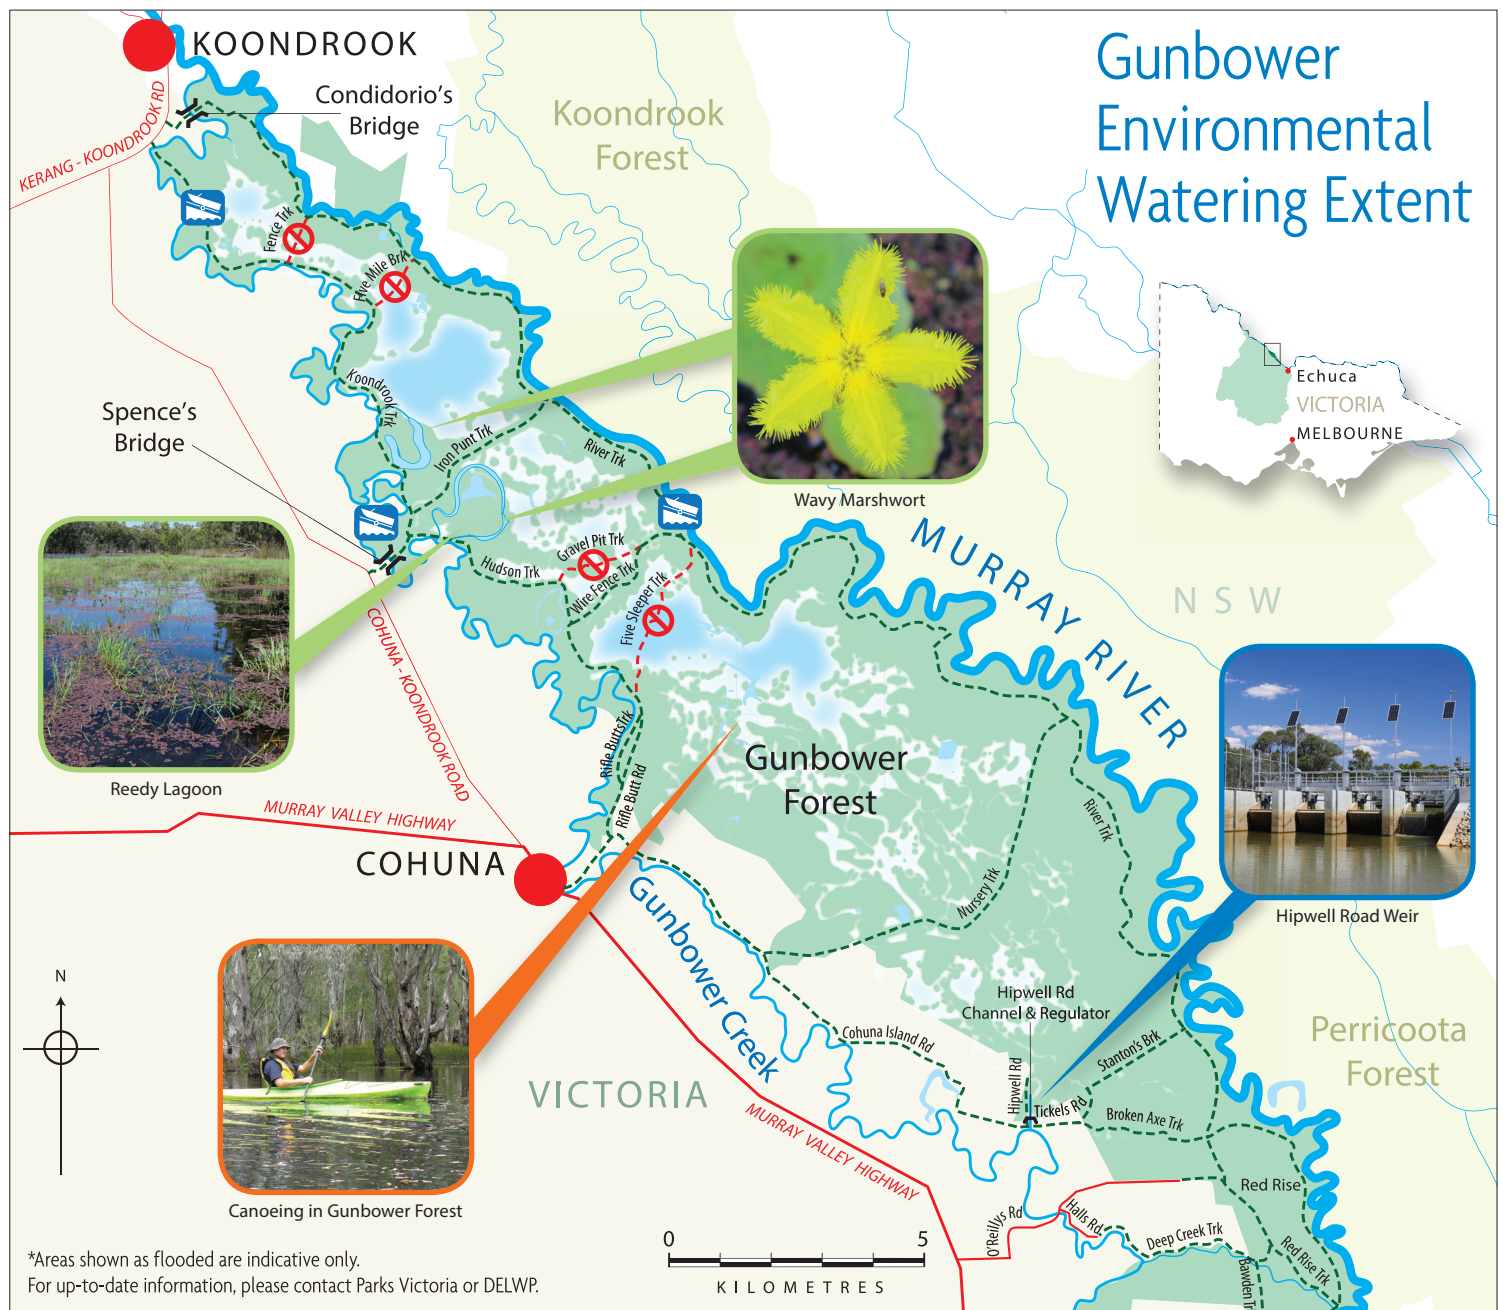 Gunbower
Environmental
Watering Extent
KOONDROOK
Condidorio's
Bridge
KERANG - KOONDROOK RD
Koondrook
Forest
Fence Trk
Five Mile Brk
Koondrook Trk
Iron Punt Trk
River Trk
Spence's
Bridge
Wavy Marshwort
Echuca
VICTORIA
MELBOURNE
MURRAY RIVER
NSW
Gravel Pit Trk
Hudson Trk
Wire Fence Trk
Five Sleeper Trk
COHUNA - KOONDROOK ROAD
Reedy Lagoon
Rifle ButtsTrk
Rifle Butt Rd
Gunbower
Forest
MURRAY VALLEY HIGHWAY
COHUNA
River Trk
Nursery Trk
Hipwell Road Weir
Gunbower Creek
N
Hipwell Rd
Channel & Regulator
Cohuna Island Rd
Stanton's Brk
Perricoota
Forest
Hipwell Rd
Tickels Rd
Broken Axe Trk
VICTORIA
MURRAY VALLEY HIGHWAY
Red Rise
Canoeing in Gunbower Forest
O'Reillys Rd
Halls Rd
Deep Creek Trk
Red Rise Trk
Bawden Tr
0 5
KILOMETRES
*Areas shown as flooded are indicative only.
For up-to-date information, please contact Parks Victoria or DELWP.